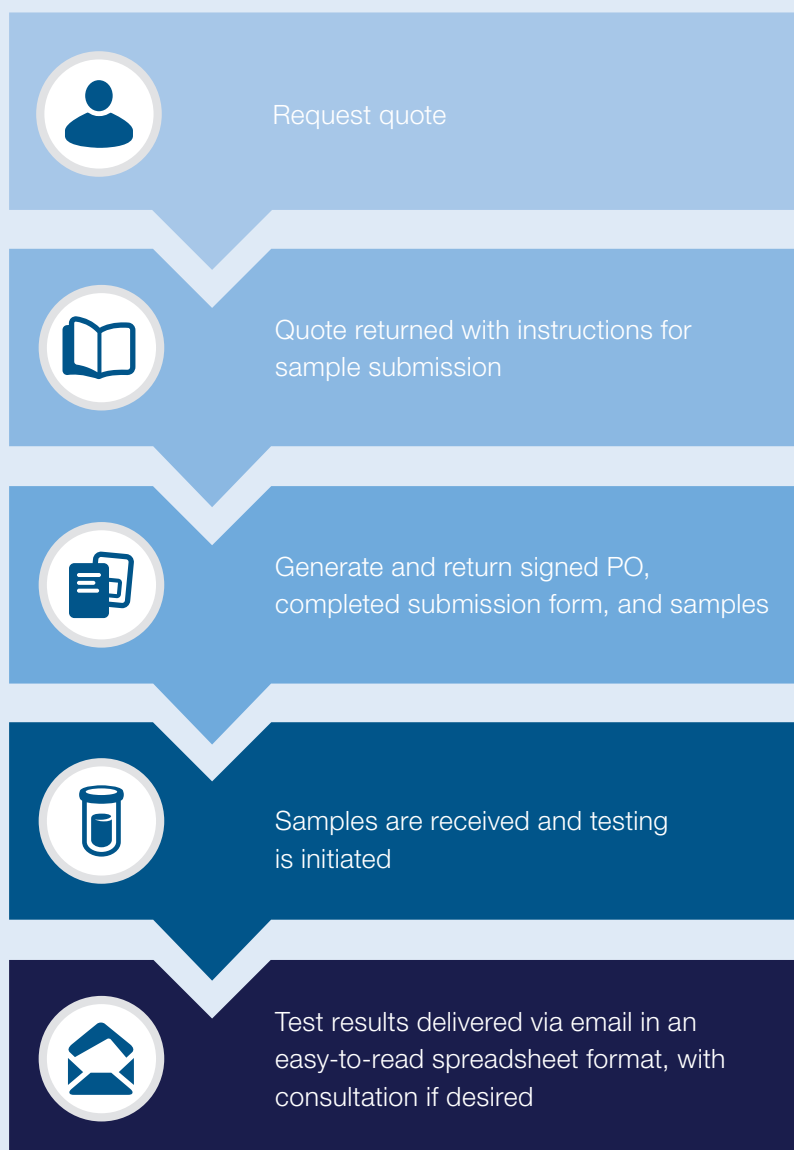 Request quote
Quote returned with instructions for
sample submission
Generate and return signed PO,
completed submission form, and samples
Samples are received and testing
is initiated
Test results delivered via email in an
easy-to-read spreadsheet format, with
consultation if desired